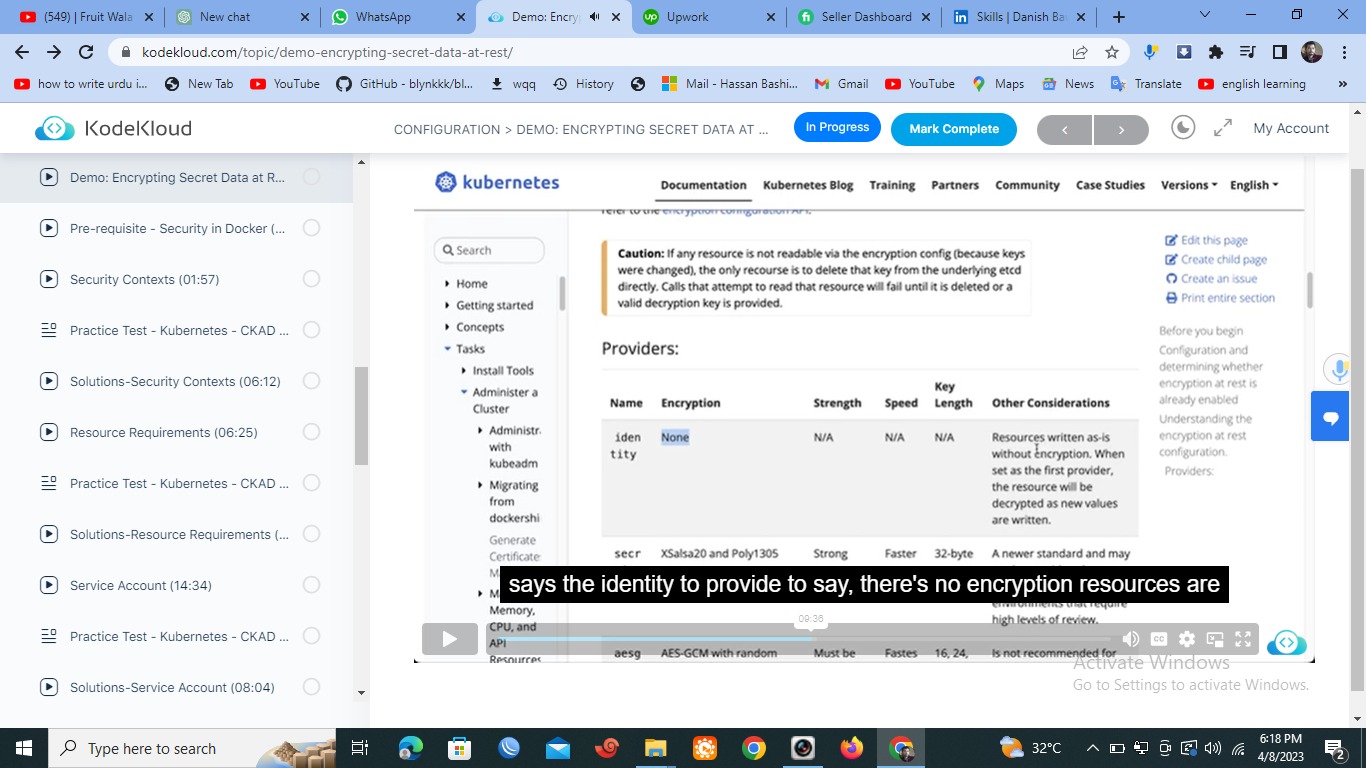 (549) | Fruit Wala
New chat
WhatsApp
Demo: Encry
Upwork
Seller Dashboard
Skills | Danish Ba
kodekloud.com/topic/demo-encrypting-secret-data-at-rest/
how to write urdu i...
New Tab
YouTube
GitHub - blynkkk/bl...
wqq
History
Mail - Hassan Bashi...
Gmail
YouTube
Maps
News
Translate
english learning
»
KodeKloud
CONFIGURATION > DEMO: ENCRYPTING SECRET DATA AT ...
In Progress
Mark Complete
My Account
Demo: Encrypting Secret Data at R...
Pre-requisite - Security in Docker (...
Security Contexts (01:57)
Practice Test - Kubernetes - CKAD ...
Solutions-Security Contexts (06:12)
Resource Requirements (06:25)
Practice Test - Kubernetes - CKAD ...
Solutions-Resource Requirements (...
Service Account (14:34)
Practice Test - Kubernetes - CKAD ...
Solutions-Service Account (08:04)
kubernetes
Documentation
Kubernetes Blog
Training
Partners
Community
Case Studies
Versions
English
refer to the encryption configuration API.
Search
Home
Getting started
Concepts
Tasks
Install Tools
Administer a
Cluster
Administr
with
kubeadm
Migrating
from
dockershi
Generate
Certificate
Memory,
CPU, and
API
Resources
Caution: If any resource is not readable via the encryption config (because keys
were changed), the only recourse is to delete that key from the underlying etcd
directly. Calls that attempt to read that resource will fail until it is deleted or a
valid decryption key is provided.
Providers:
Name
Encryption
Strength
Speed
Key
Length
Other Considerations
iden
tity
None
N/A
N/A
N/A
Resources written as-is
without encryption. When
set as the first provider,
the resource will be
decrypted as new values
are written.
secr
XSalsa20 and Poly1305
Strong
Faster
32-byte
A newer standard and may
environments that require
high levels of review.
aesg
AES-GCM with random
Must be
Fastes
16, 24,
Is not recommended for
Edit this page
Create child page
Create an issue
Print entire section
Before you begin
Configuration and
determining whether
encryption at rest is
already enabled
Understanding the
encryption at rest
configuration.
Providers:
says the identity to provide to say, there's no encryption resources are
09:36
CC
Activate Windows
Go to Settings to activate Windows.
Type here to search
32°C
6:18 PM
4/8/2023
2